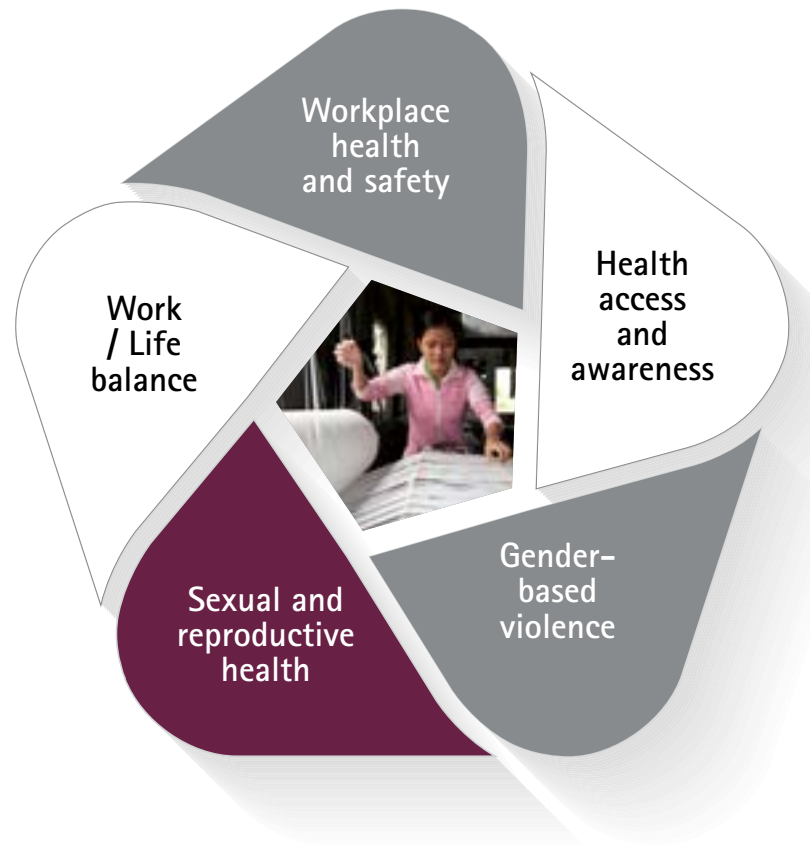 Workplace
health
and safety
Health
access
and
awareness
Gender-
based
violence
Sexual and
reproductive
health
Work
/ Life
balance